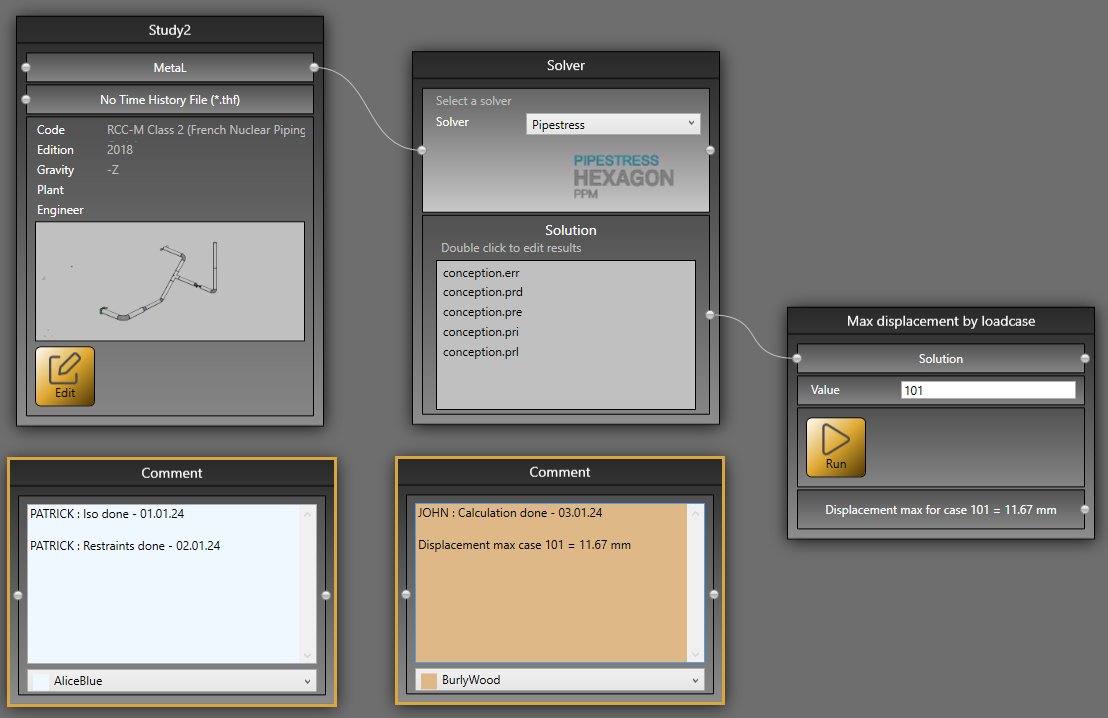 Study2
MetaL
No Time History File (*.thf)
Code RCC-M Class 2 (French Nuclear Piping
Edition 2018
Gravity -Z
Plant
Engineer
Edit
Solver
Select a solver
Solver Pipestress
PIPESTRESS
HEXAGON
PPM
Solution
Double click to edit results
conception.err
conception.prd
conception.pre
conception.pri
conception.prl
Max displacement by loadcase
Solution
Value 101
Run
Displacement max for case 101 = 11.67 mm
Comment
PATRICK : Iso done - 01.01.24
PATRICK : Restraints done - 02.01.24
AliceBlue
Comment
JOHN : Calculation done - 03.01.24
Displacement max case 101 = 11.67 mm
BurlyWood